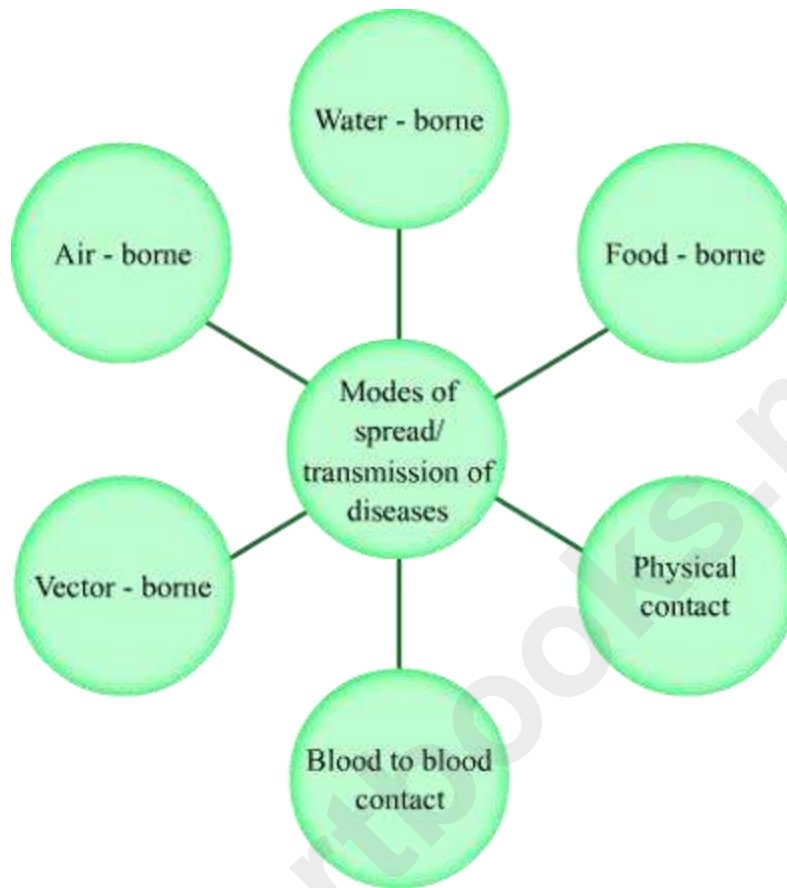 Water - borne
Air - borne
Food - borne
Modes of
spread/
transmission of
diseases
Vector - borne
Physical
contact
Blood to blood
contact